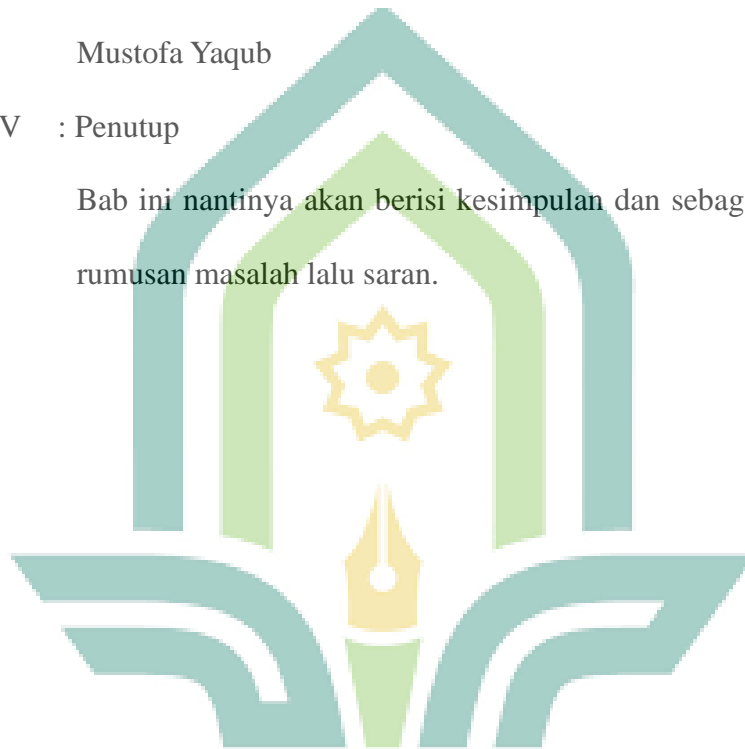 Mustofa Yaqub
V : Penutup
Bab ini nantinya akan berisi kesimpulan dan sebag
rumusan masalah lalu saran.